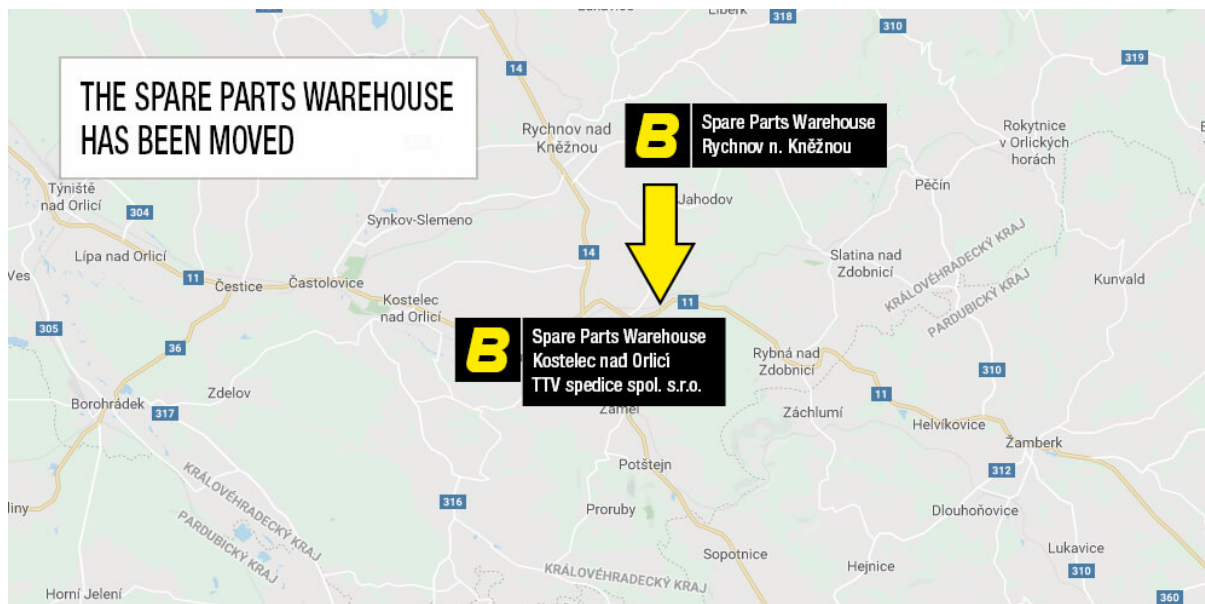 Lukavice
Liberk
318
310
319
THE SPARE PARTS WAREHOUSE
HAS BEEN MOVED
14
Rychnov nad
Kněžnou
B
Spare Parts Warehouse
Rychnov n. Kněžnou
Rokytnice
v Orlických
horách
Týniště
nad Orlicí
304
Synkov-Slemeno
Jahodov
Pěčín
Lípa nad Orlicí
11
Čestice
Častolovice
14
Slatina nad
Zdobnicí
KRÁLOVÉHRADECKÝ KRAJ
PARDUBICKÝ KRAJ
Kunvald
Ves
305
36
Kostelec
nad Orlicí
11
B
Spare Parts Warehouse
Kostelec nad Orlicí
TTV spedice spol. s.r.o.
Rybná nad
Zdobnicí
310
Zdelov
Borohrádek
317
Záměl
Záchlumí
11
Helvíkovice
Žamberk
Potštejn
312
KRÁLOVÉHRADECKÝ KRAJ
PARDUBICKÝ KRAJ
316
Proruby
Dlouhoňovice
Sopotnice
Lukavice
310
Hejnice
KRÁLOVÉHRADECKÝ KRAJ
Horní Jelení
360